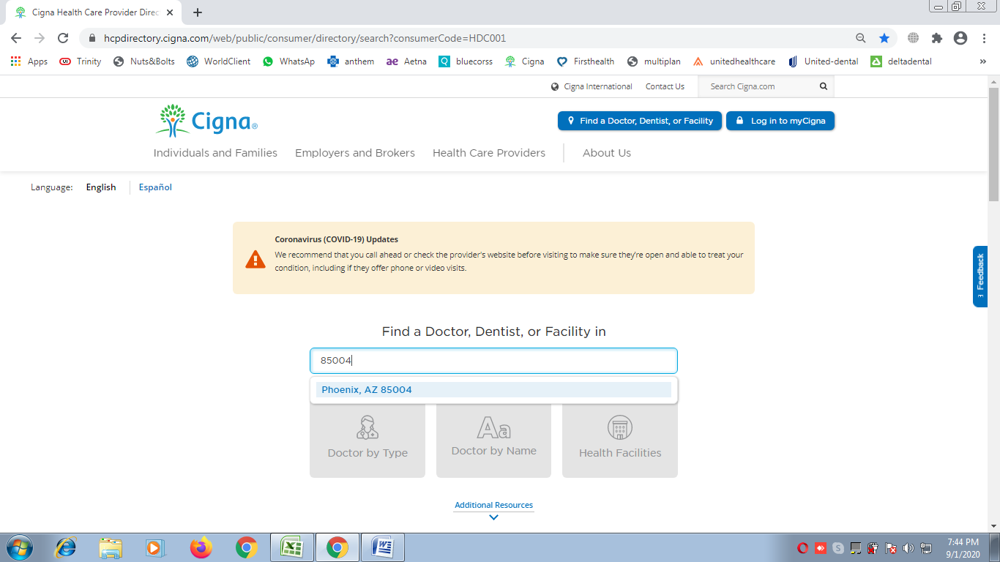 Cigna Health Care Provider Direc
hcpdirectory.cigna.com/web/public/consumer/directory/search?consumerCode=HDC001
Apps Trinity Nuts&Bolts WorldClient WhatsApp anthem Aetna bluecorss Cigna Firsthealth multiplan unitedhealthcare United-dental deltadental »
Cigna International Contact Us Search Cigna.com
Cigna®
Find a Doctor, Dentist, or Facility Log in to myCigna
Individuals and Families Employers and Brokers Health Care Providers About Us
Language: English Español
Coronavirus (COVID-19) Updates
We recommend that you call ahead or check the provider's website before visiting to make sure they're open and able to treat your
condition, including if they offer phone or video visits.
Feedback
Find a Doctor, Dentist, or Facility in
85004
Phoenix, AZ 85004
Doctor by Type
Aa
Doctor by Name
Health Facilities
Additional Resources
7:44 PM
9/1/2020